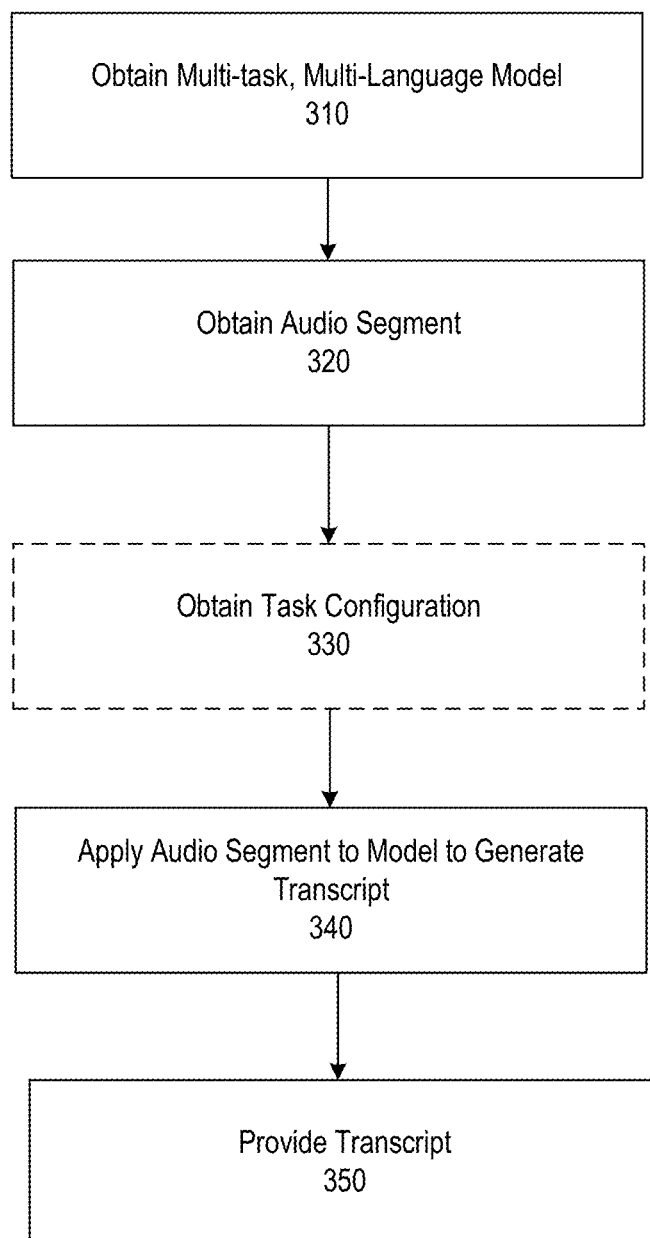 Obtain Multi-task, Multi-Language Model
310
Obtain Audio Segment
320
Obtain Task Configuration
330
Apply Audio Segment to Model to Generate
Transcript
340
Provide Transcript
350